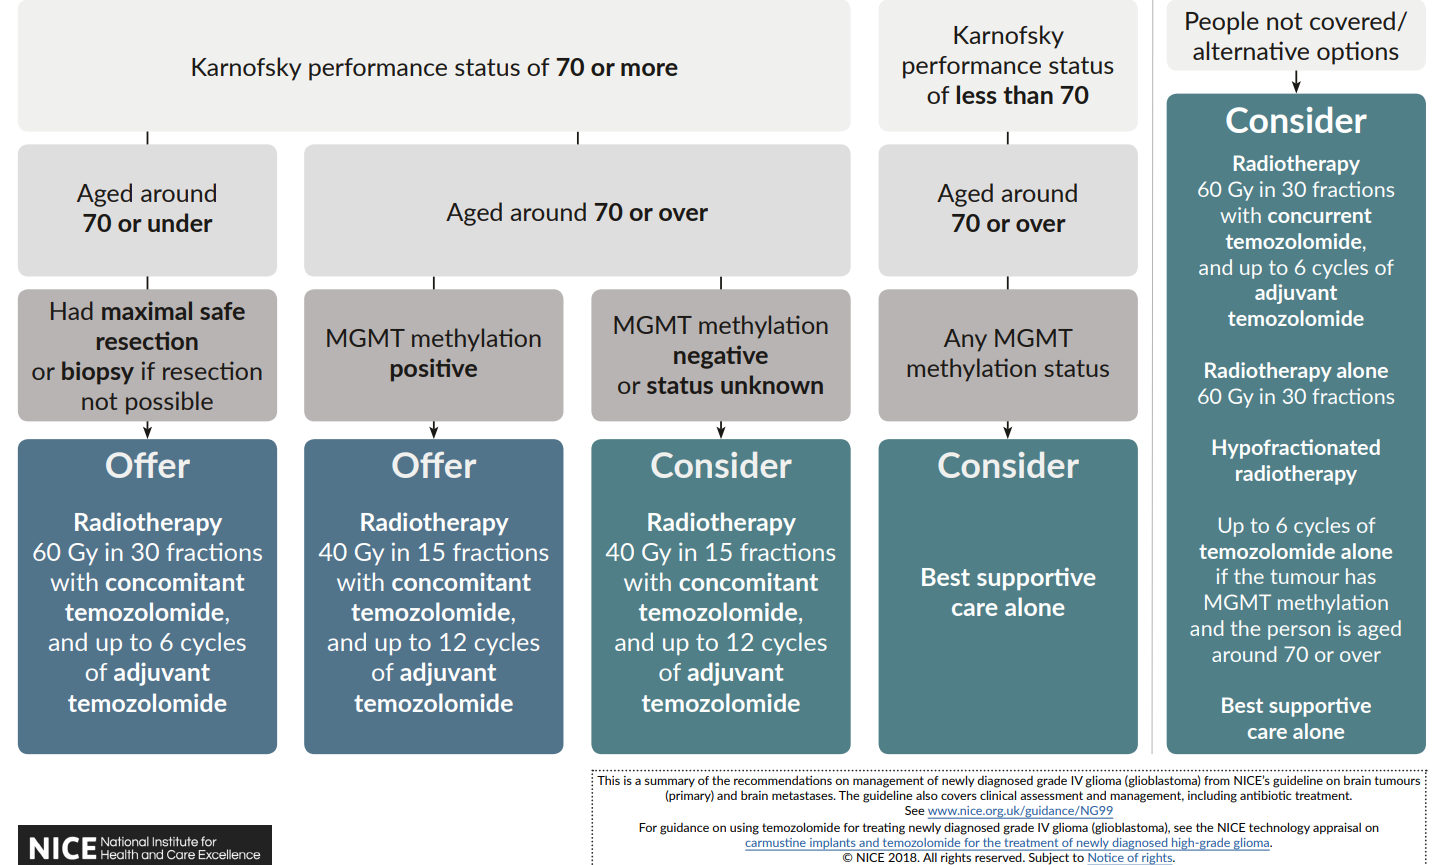 Karnofsky performance status of 70 or more
Aged around
70 or under
Had maximal safe
resection
or biopsy if resection
not possible
Offer
Radiotherapy
60 Gy in 30 fractions
with concomitant
temozolomide,
and up to 6 cycles
of adjuvant
temozolomide
Aged around 70 or over
MGMT methylation
positive
Offer
Radiotherapy
40 Gy in 15 fractions
with concomitant
temozolomide,
and up to 12 cycles
of adjuvant
temozolomide
MGMT methylation
negative
or status unknown
Consider
Radiotherapy
40 Gy in 15 fractions
with concomitant
temozolomide,
and up to 12 cycles
of adjuvant
temozolomide
Karnofsky
performance status
of less than 70
Aged around
70 or over
Any MGMT
methylation status
Consider
Best supportive
care alone
People not covered/
alternative options
Consider
Radiotherapy
60 Gy in 30 fractions
with concurrent
temozolomide,
and up to 6 cycles of
adjuvant
temozolomide
Radiotherapy alone
60 Gy in 30 fractions
Hypofractionated
radiotherapy
Up to 6 cycles of
temozolomide alone
if the tumour has
MGMT methylation
and the person is aged
around 70 or over
Best supportive
care alone
This is a summary of the recommendations on management of newly diagnosed grade IV glioma (glioblastoma) from NICE's guideline on brain tumours
(primary) and brain metastases. The guideline also covers clinical assessment and management, including antibiotic treatment.
See www.nice.org.uk/guidance/NG99
For guidance on using temozolomide for treating newly diagnosed grade IV glioma (glioblastoma), see the NICE technology appraisal on
carmustine implants and temozolomide for the treatment of newly diagnosed high-grade glioma.
© NICE 2018. All rights reserved. Subject to Notice of rights.
NICE National Institute for
Health and Care Excellence